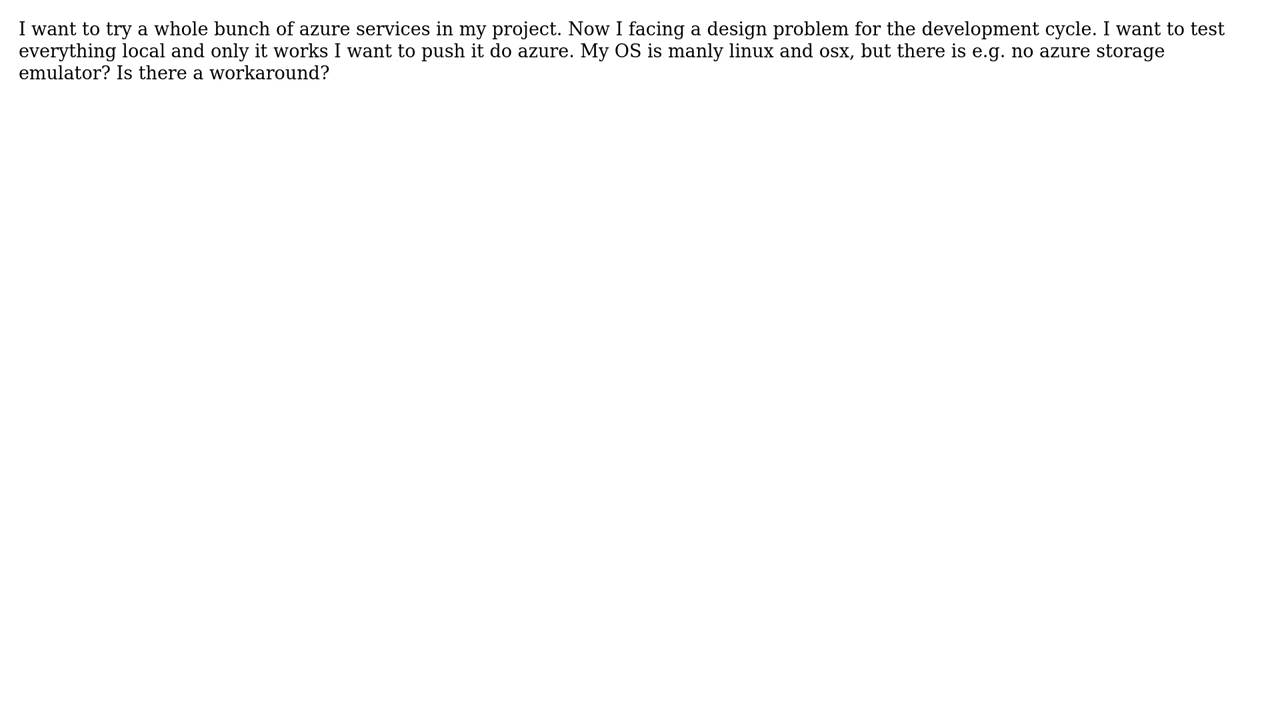 I want to try a whole bunch of azure services in my project. Now I facing a design problem for the development cycle. I want to test
everything local and only it works I want to push it do azure. My OS is manly linux and osx, but there is e.g. no azure storage
emulator? Is there a workaround?